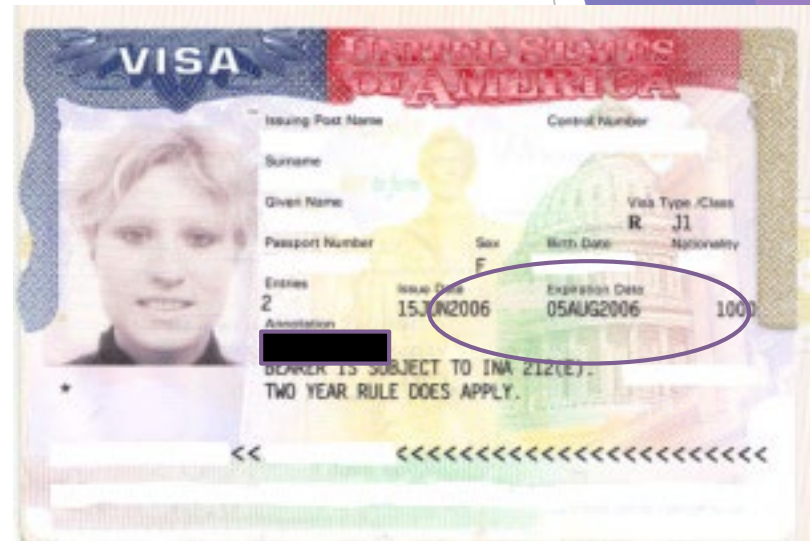 VISA
UNITED STATES OF AMERICA
Issuing Post Name Control Number
Surname
Given Name Visa Type /Class
R J1
Passport Number Sex Birth Date Nationality
F
Entries Issue Date Expiration Date
2 15JUN2006 05AUG2006
Annotation
BEARER IS SUBJECT TO INA 212(E).
TWO YEAR RULE DOES APPLY.
*
<< <<<<<<<<<<<<<<<<<<<<<<<<<